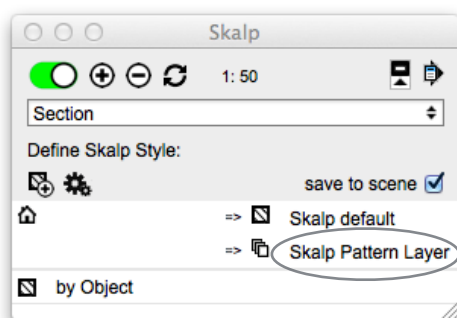 Skalp
1: 50
Section
Define Skalp Style:
save to scene
=> Skalp default
=> Skalp Pattern Layer
by Object